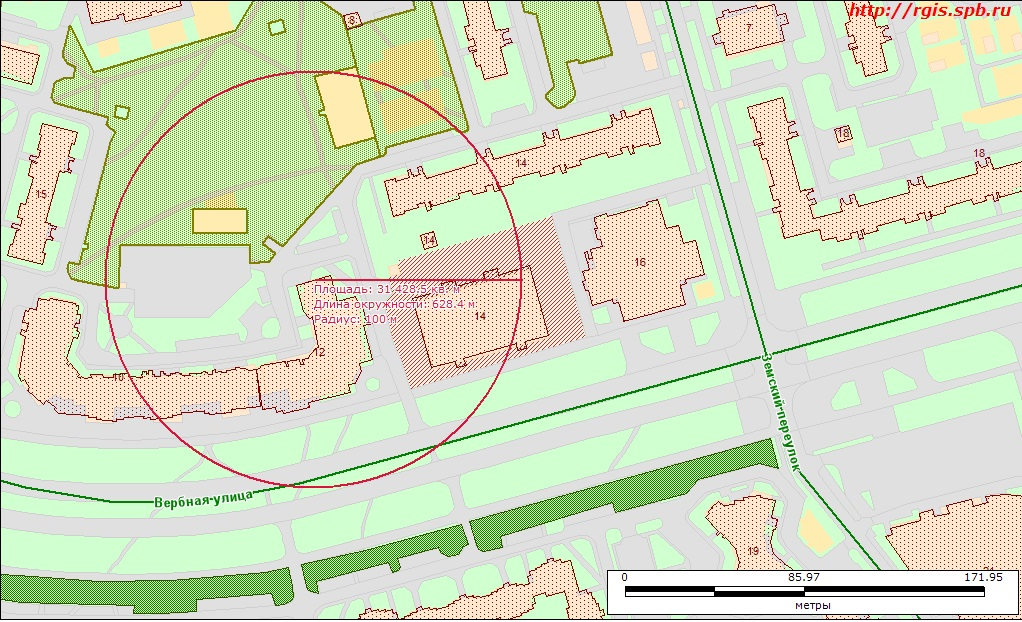 http://rgis.spb.ru
8
7
18
18
15
14
14
16
Площадь: 31 428.5 кв. м
Длина окружности: 628.4 м
Радиус: 100 м
14
12
10
Земский переулок
Вербная улица
19
0 85.97 171.95
метры